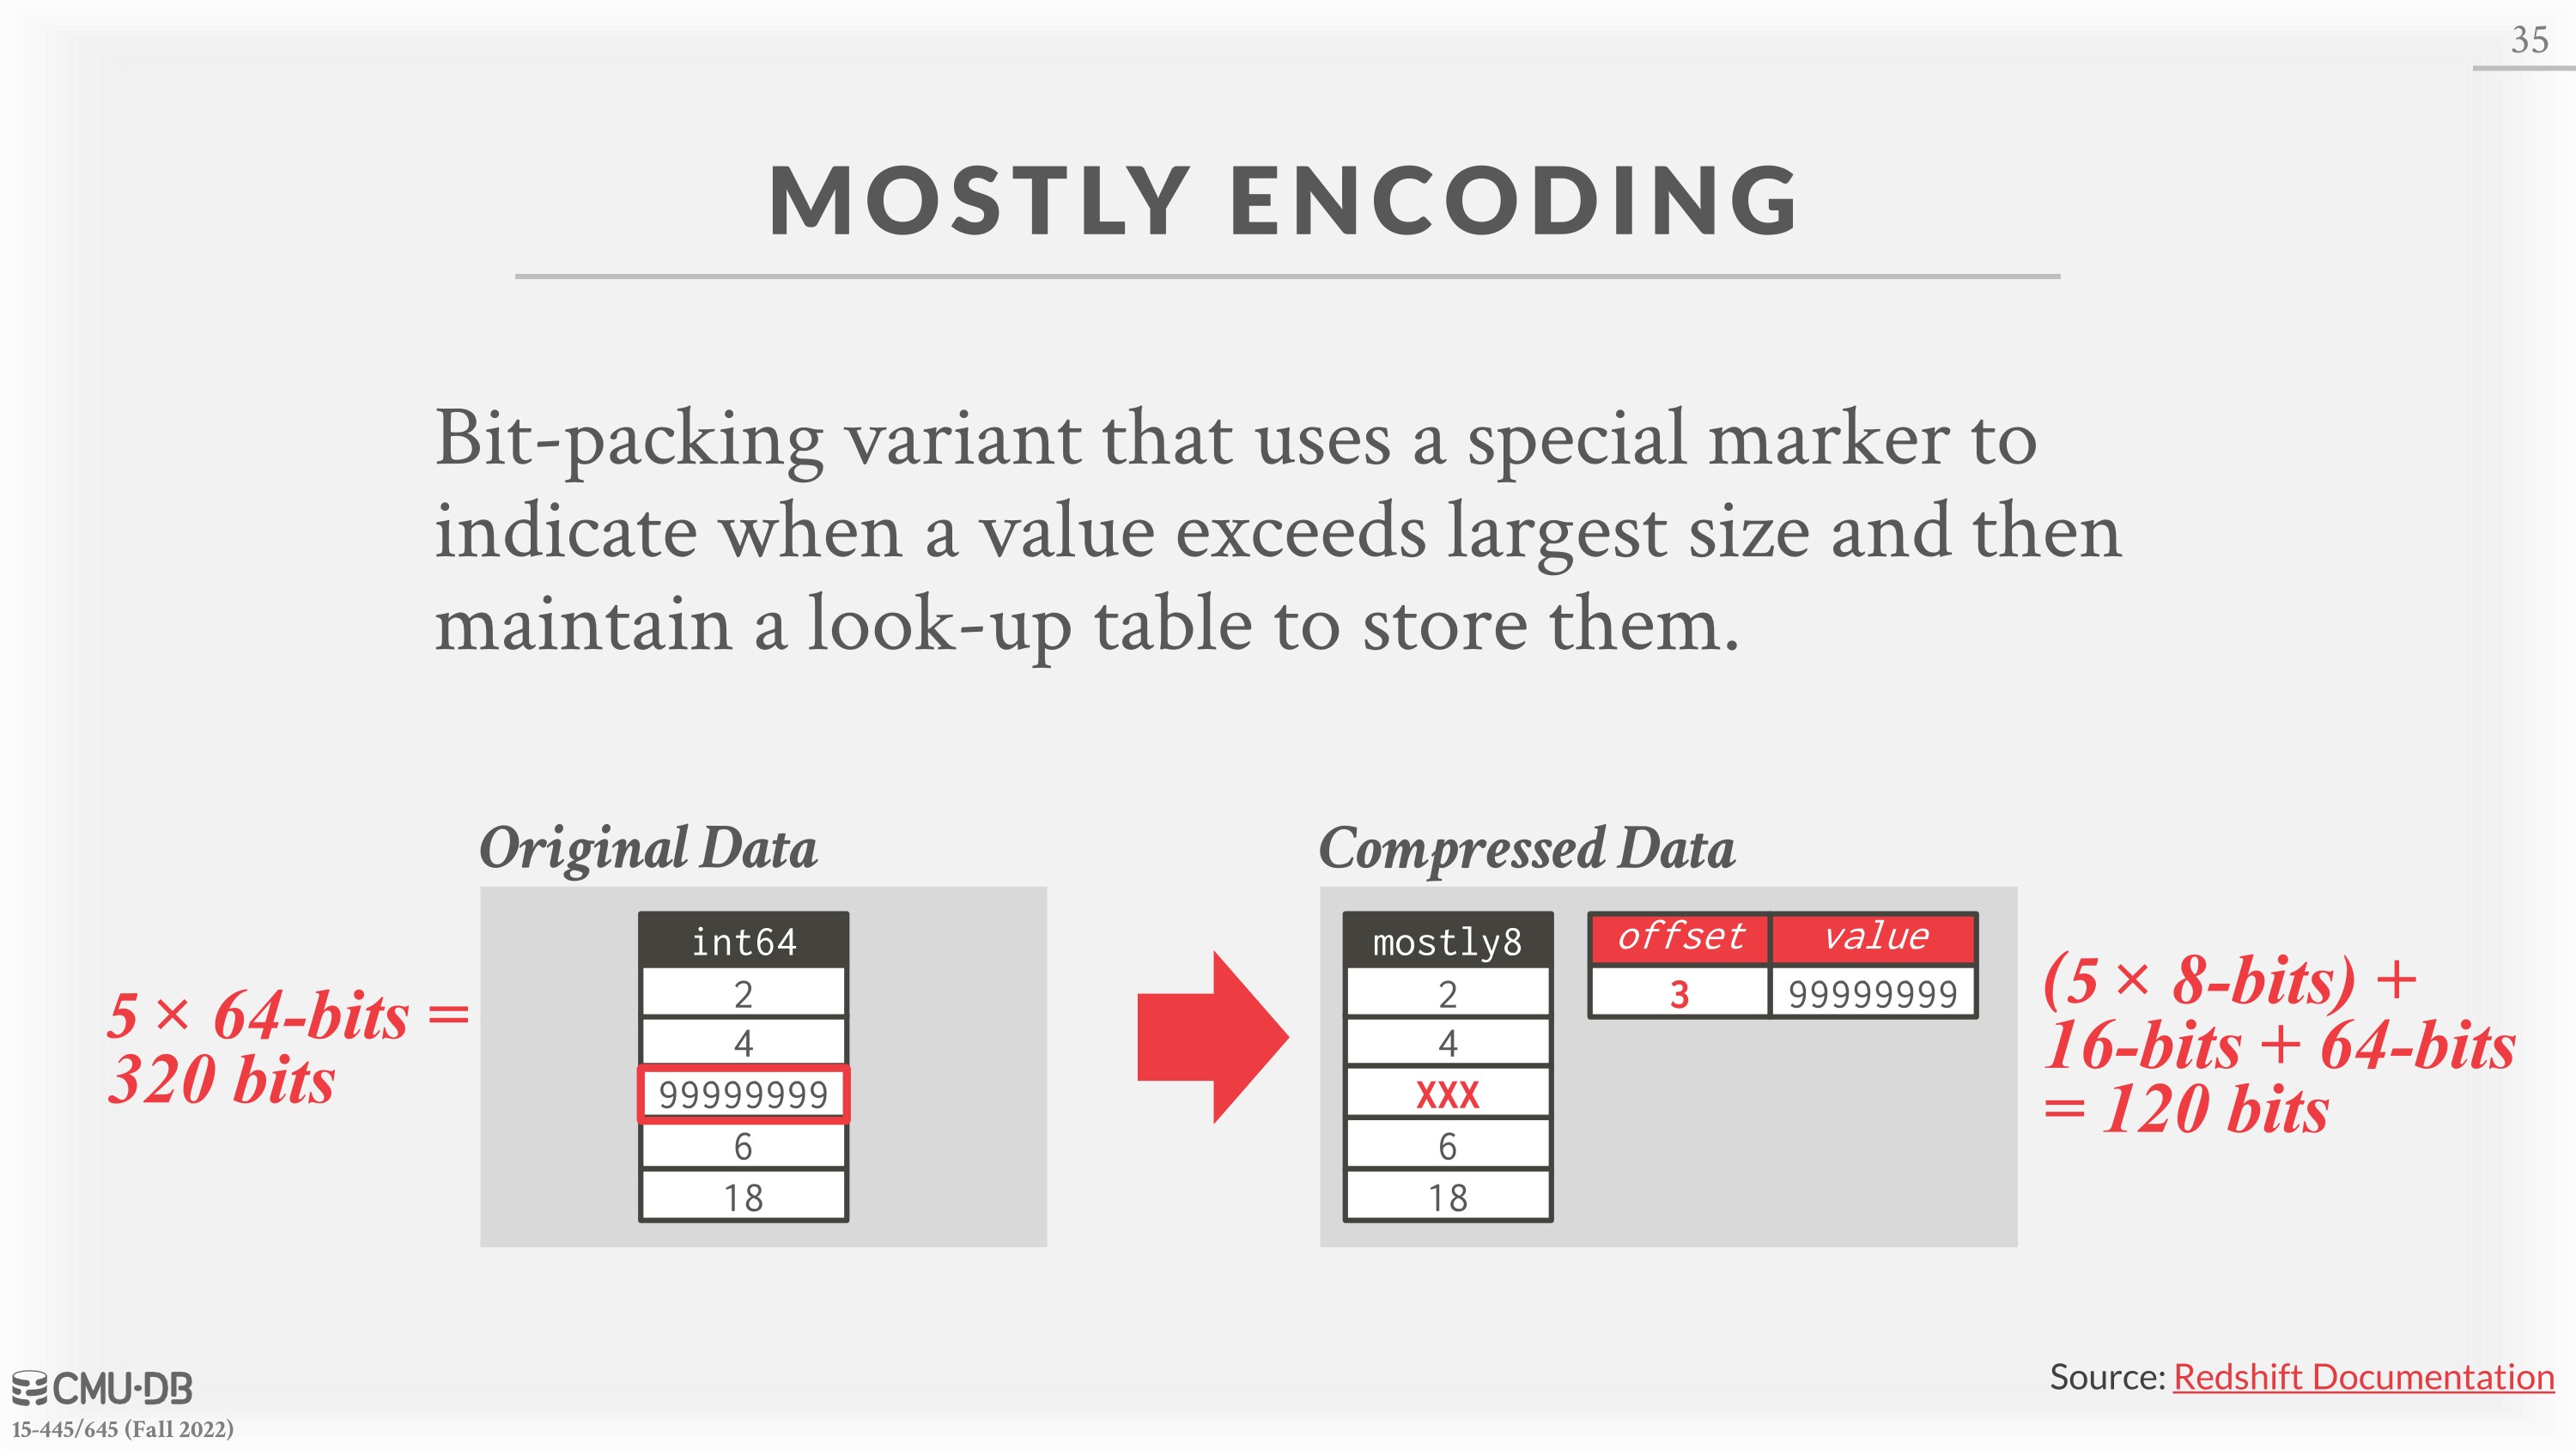 35
MOSTLY ENCODING
Bit-packing variant that uses a special marker to
indicate when a value exceeds largest size and then
maintain a look-up table to store them.
Original Data
5 × 64-bits =
320 bits
int64
2
4
99999999
6
18
Compressed Data
mostly8
2
4
XXX
6
18
offset value
3 99999999
(5 × 8-bits) +
16-bits + 64-bits
= 120 bits
Source: Redshift Documentation
CMU·DB
15-445/645 (Fall 2022)